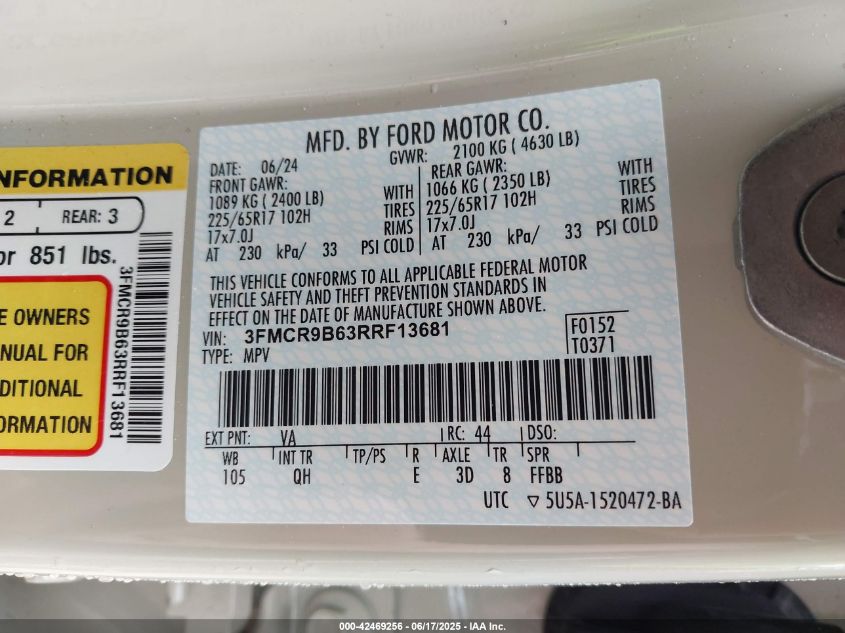 NFORMATION
2 REAR: 3
or 851 lbs.
E OWNERS
ANUAL FOR
DITIONAL
FORMATION
3FMCR9B63RRF13681
MFD. BY FORD MOTOR CO.
DATE: 06/24 GVWR: 2100 KG ( 4630 LB)
FRONT GAWR: REAR GAWR:
1089 KG ( 2400 LB) WITH 1066 KG ( 2350 LB) WITH
225/65R17 102H TIRES 225/65R17 102H TIRES
17x7.0J RIMS 17x7.0J RIMS
AT 230 kPa/ 33 PSI COLD AT 230 kPa/ 33 PSI COLD
THIS VEHICLE CONFORMS TO ALL APPLICABLE FEDERAL MOTOR
VEHICLE SAFETY AND THEFT PREVENTION STANDARDS IN
EFFECT ON THE DATE OF MANUFACTURE SHOWN ABOVE.
VIN: 3FMCR9B63RRF13681 F0152
TYPE: MPV T0371
EXT PNT: VA RC: 44 DSO:
WB INT TR TP/PS R AXLE TR SPR
105 QH E 3D 8 FFBB
UTC ▽ 5U5A-1520472-BA
000-42469256 - 06/17/2025 - IAA Inc.